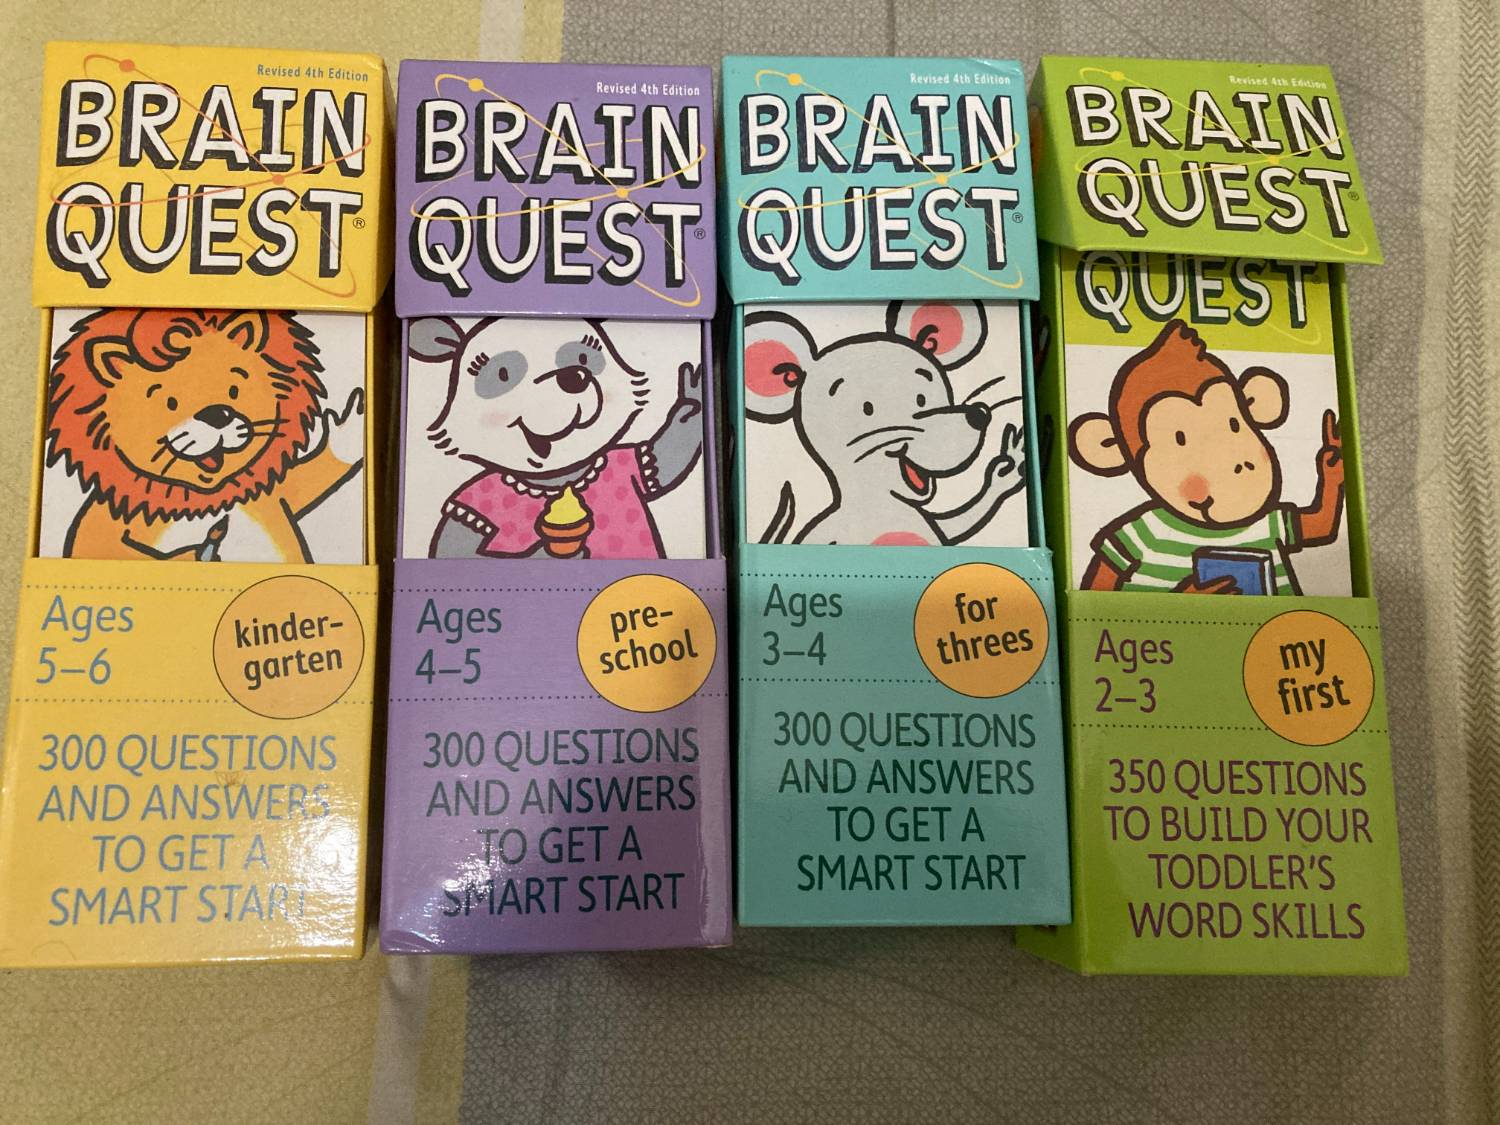 Revised 4th Edition
BRAIN
QUEST®
Ages
5–6
kinder-
garten
300 QUESTIONS
AND ANSWERS
TO GET A
SMART START
Revised 4th Edition
BRAIN
QUEST®
Ages
4–5
pre-
school
300 QUESTIONS
AND ANSWERS
TO GET A
SMART START
Revised 4th Edition
BRAIN
QUEST®
Ages
3–4
for
threes
300 QUESTIONS
AND ANSWERS
TO GET A
SMART START
Revised 4th Edition
BRAIN
QUEST®
QUEST
Ages
2–3
my
first
350 QUESTIONS
TO BUILD YOUR
TODDLER'S
WORD SKILLS